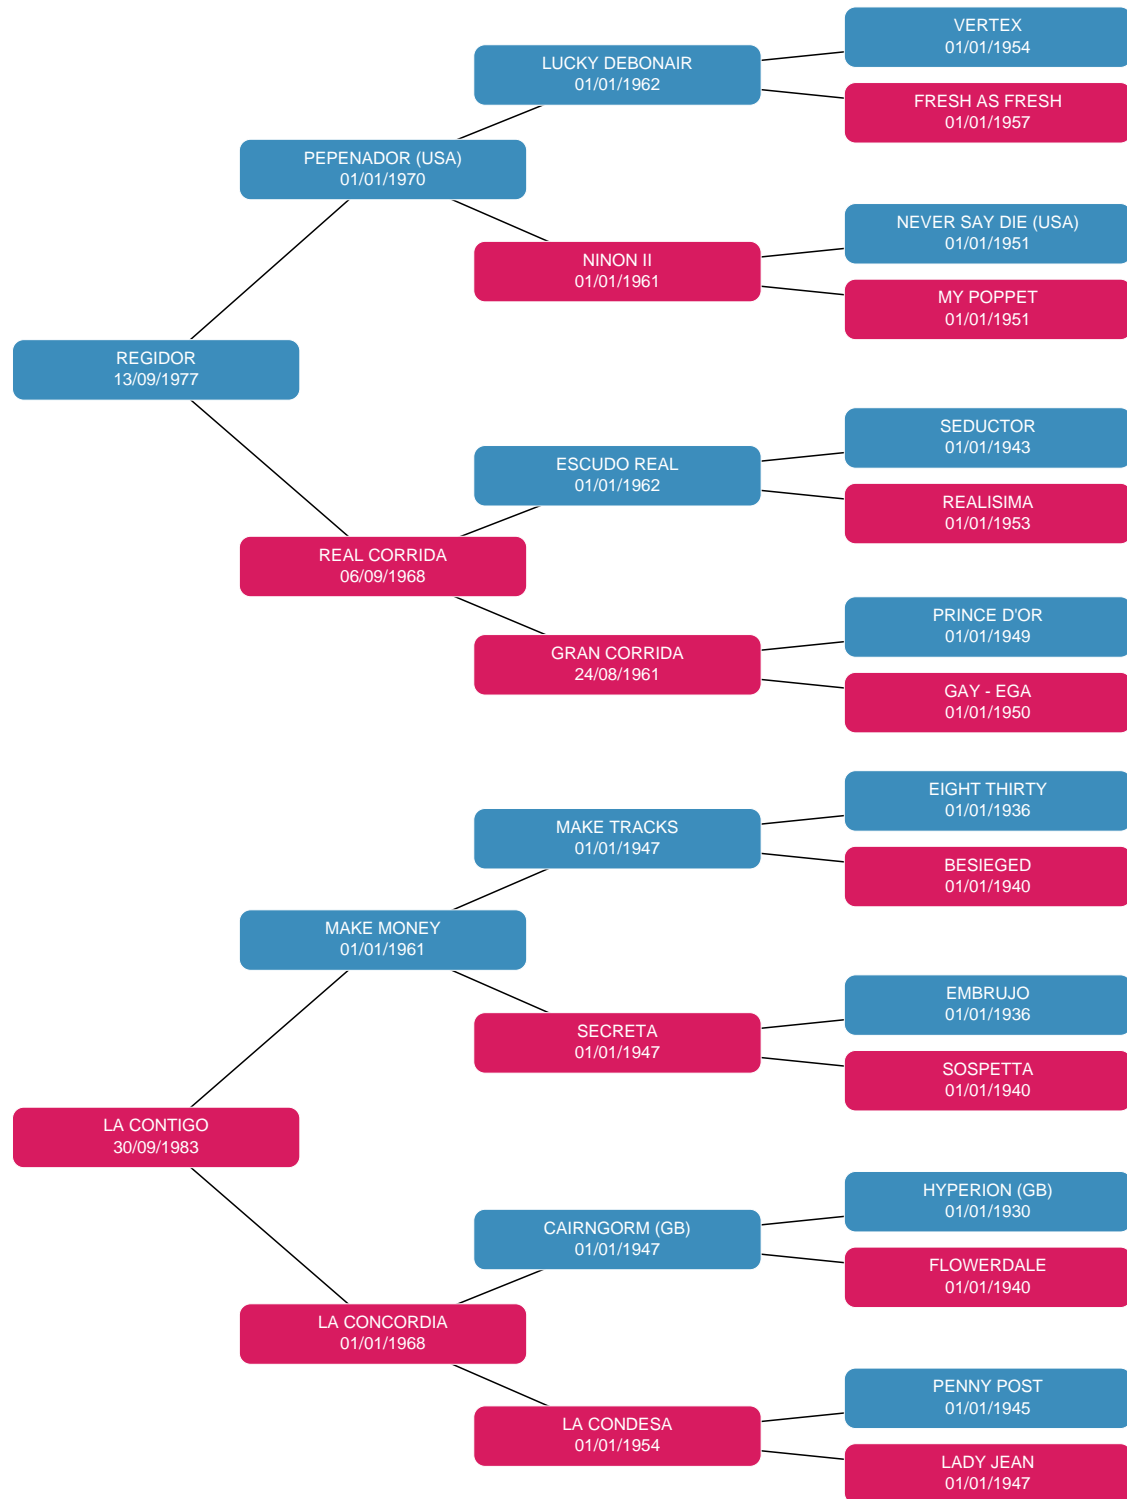 VERTEX
01/01/1954
LUCKY DEBONAIR
01/01/1962
FRESH AS FRESH
01/01/1957
PEPENADOR (USA)
01/01/1970
NEVER SAY DIE (USA)
01/01/1951
NINON II
01/01/1961
MY POPPET
01/01/1951
REGIDOR
13/09/1977
SEDUCTOR
01/01/1943
ESCUDO REAL
01/01/1962
REALISIMA
01/01/1953
REAL CORRIDA
06/09/1968
PRINCE D'OR
01/01/1949
GRAN CORRIDA
24/08/1961
GAY - EGA
01/01/1950
EIGHT THIRTY
01/01/1936
MAKE TRACKS
01/01/1947
BESIEGED
01/01/1940
MAKE MONEY
01/01/1961
EMBRUJO
01/01/1936
SECRETA
01/01/1947
SOSPETTA
01/01/1940
LA CONTIGO
30/09/1983
HYPERION (GB)
01/01/1930
CAIRNGORM (GB)
01/01/1947
FLOWERDALE
01/01/1940
LA CONCORDIA
01/01/1968
PENNY POST
01/01/1945
LA CONDESA
01/01/1954
LADY JEAN
01/01/1947